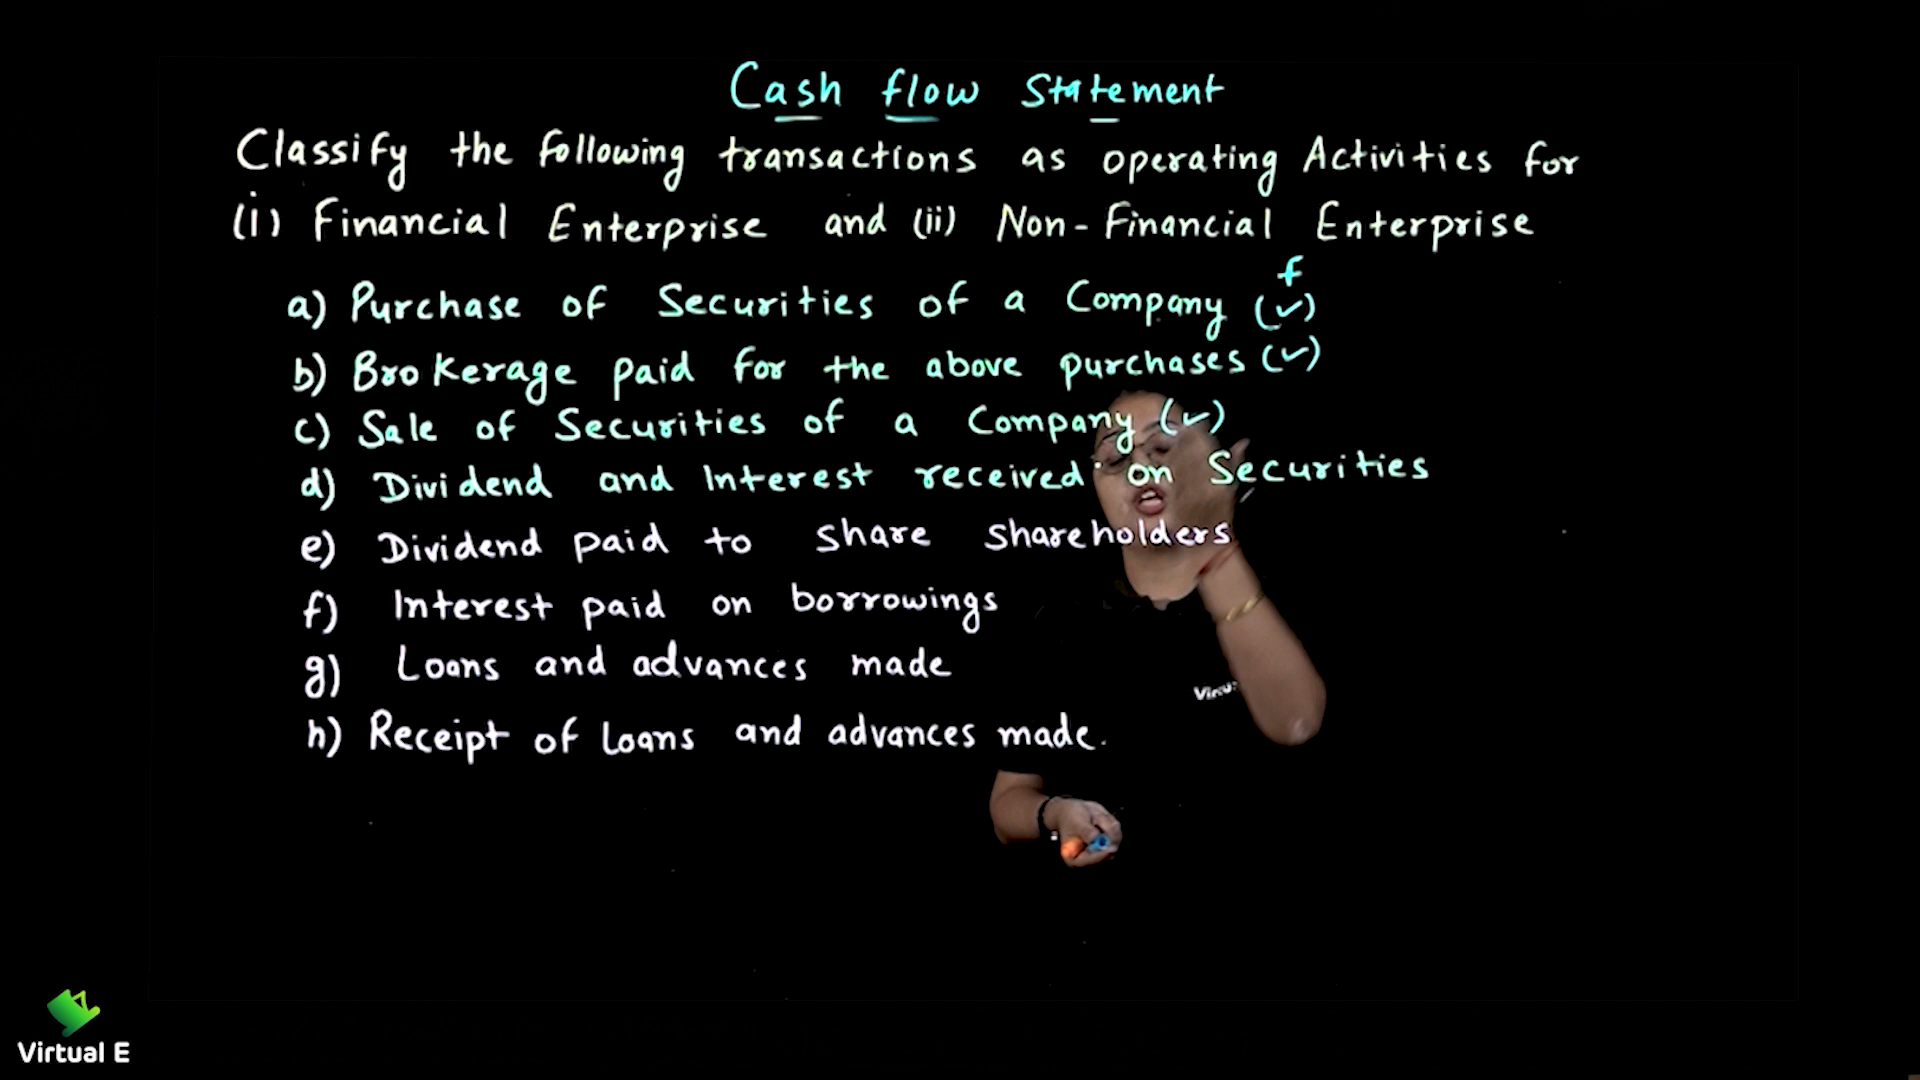 Cash flow Statement
Classify the following transactions as operating Activities for
(i) Financial Enterprise and (ii) Non-Financial Enterprise
f
a) Purchase of Securities of a Company (✓)
b) Brokerage paid for the above purchases (✓)
c) Sale of Securities of a Company (✓)
d) Dividend and Interest received on Securities
e) Dividend paid to share shareholders
f) Interest paid on borrowings
g) Loans and advances made
h) Receipt of Loans and advances made.
Virtual E